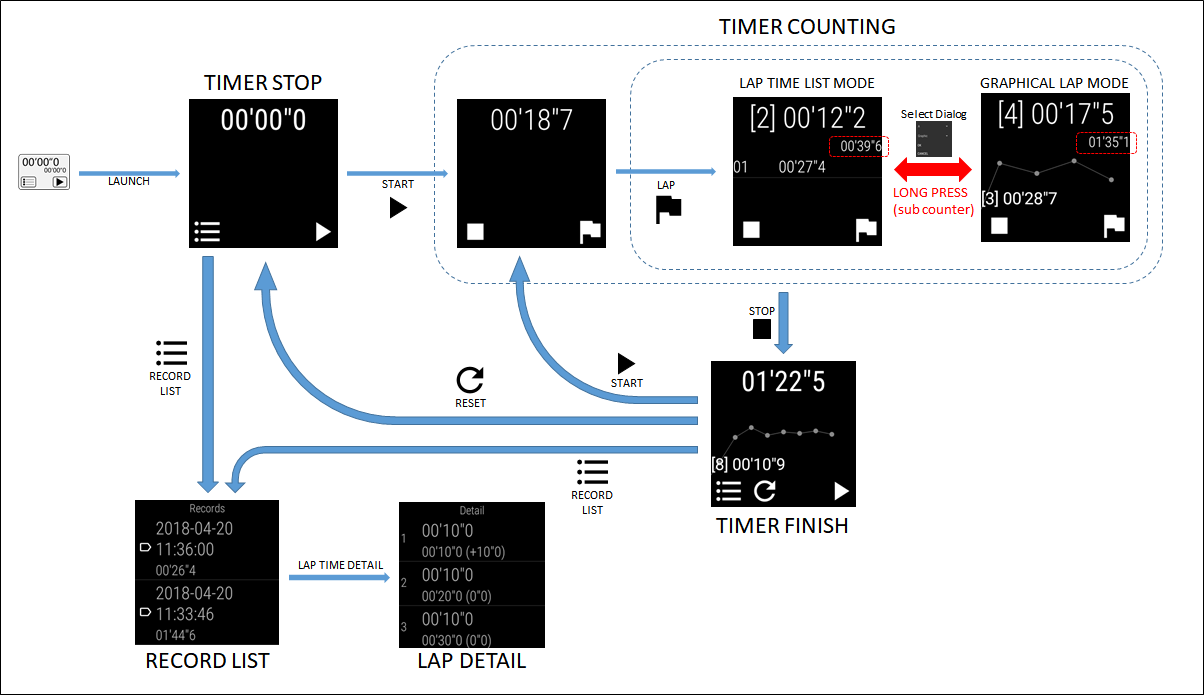 TIMER COUNTING
TIMER STOP
LAP TIME LIST MODE
GRAPHICAL LAP MODE
00'00"0
00'18"7
[2] 00'12"2
00'39"6
01 00'27"4
Select Dialog
LONG PRESS
(sub counter)
[4] 00'17"5
01'35"1
[3] 00'28"7
00'00"0
00'00"0
LAUNCH
START
LAP
STOP
RECORD
LIST
RESET
START
01'22"5
[8] 00'10"9
TIMER FINISH
RECORD
LIST
Records
2018-04-20
11:36:00
00'26"4
2018-04-20
11:33:46
01'44"6
RECORD LIST
LAP TIME DETAIL
Detail
1 00'10"0
00'10"0 (+10"0)
2 00'10"0
00'20"0 (0"0)
3 00'10"0
00'30"0 (0"0)
LAP DETAIL